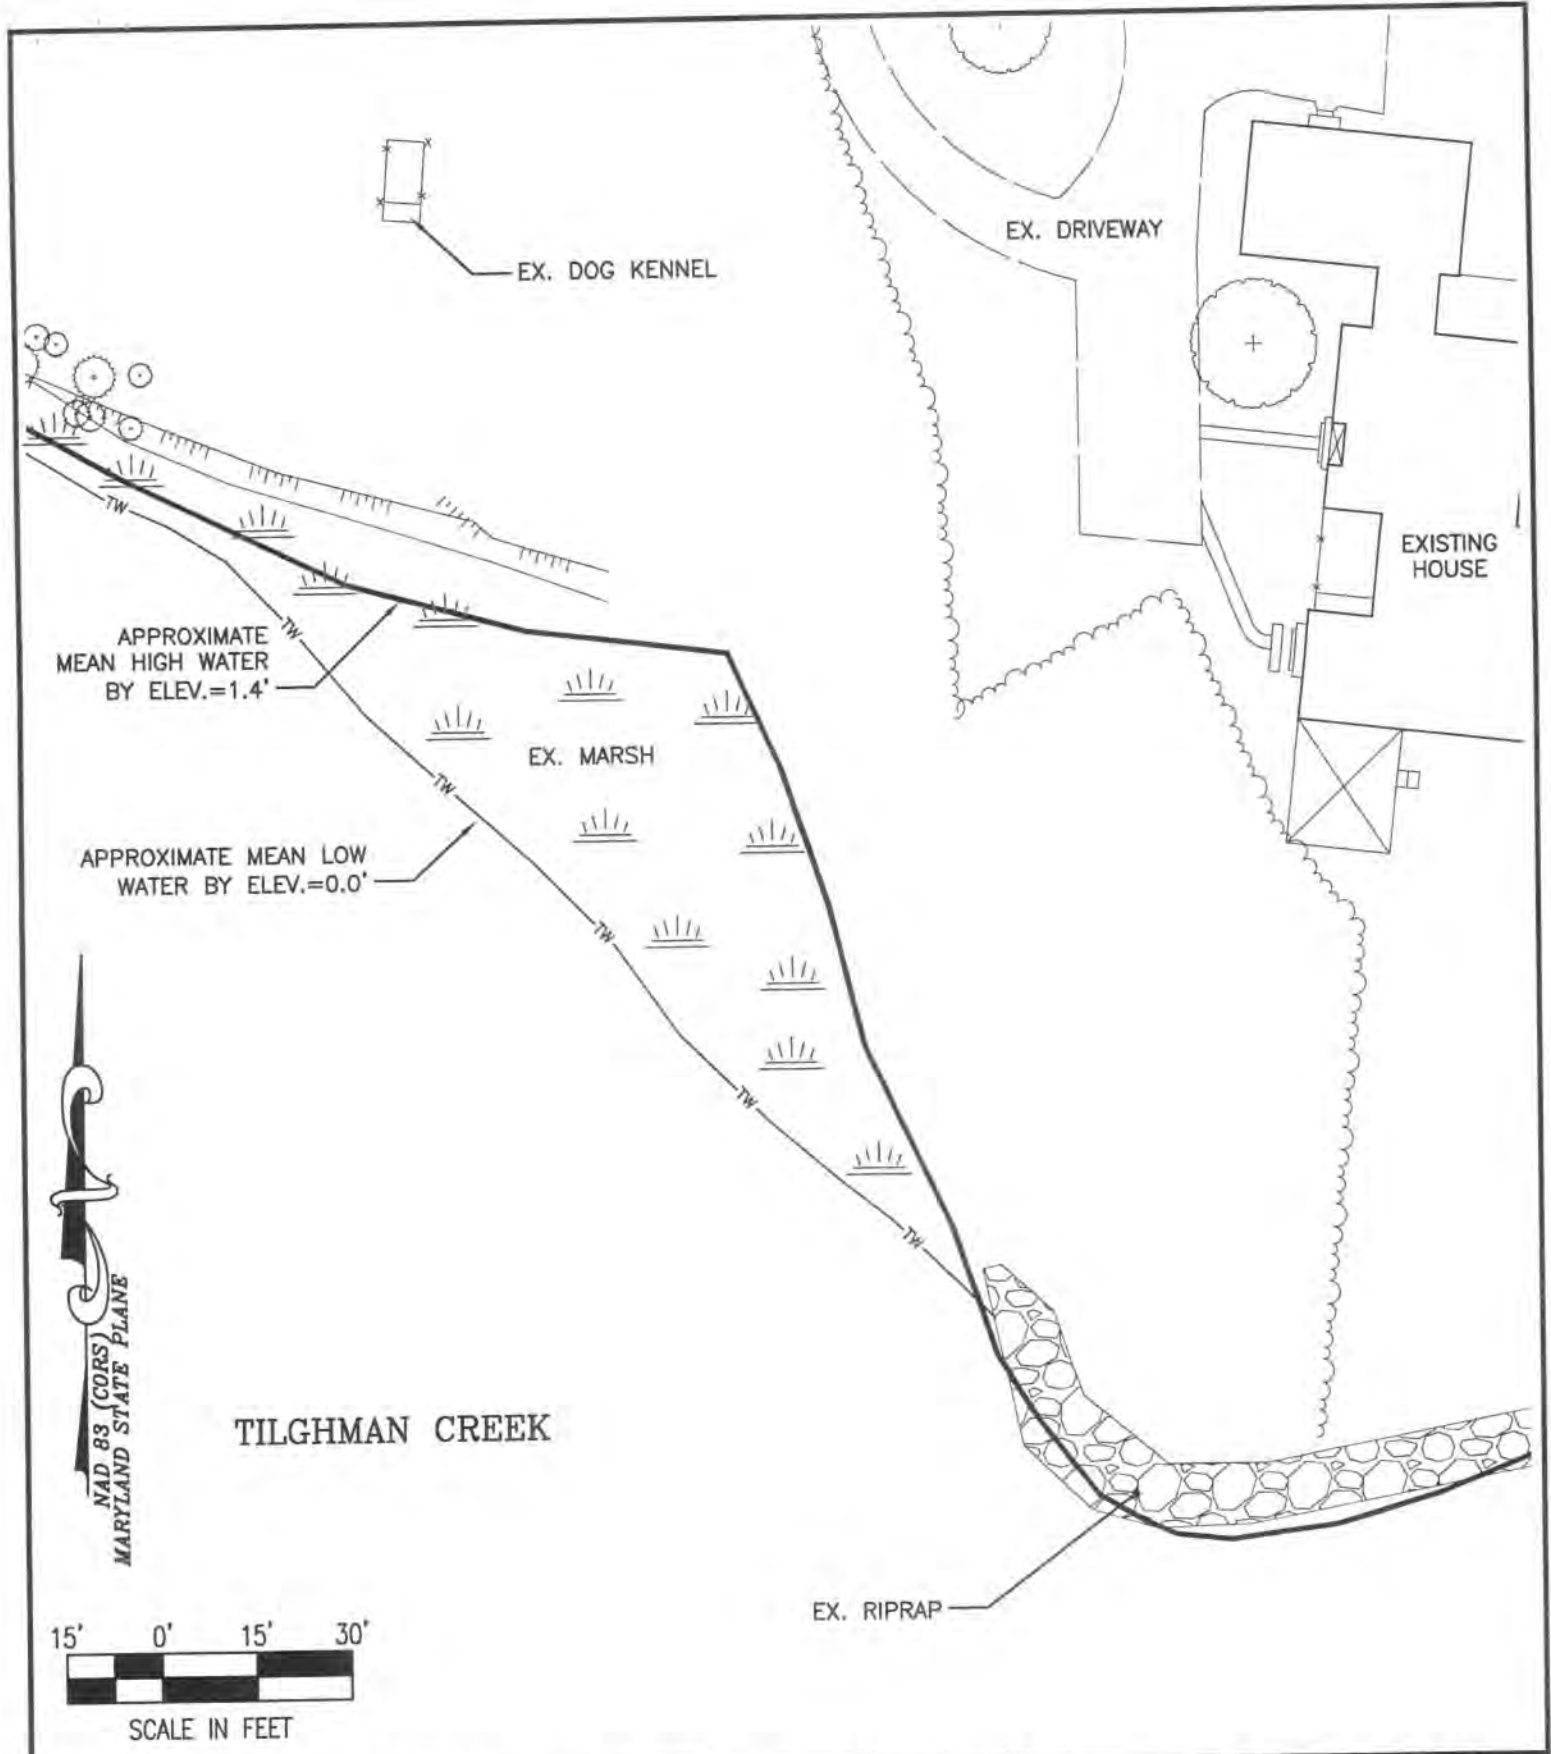 EX. DRIVEWAY
EX. DOG KENNEL
EXISTING
HOUSE
TW
TW
APPROXIMATE
MEAN HIGH WATER
BY ELEV.=1.4'
EX. MARSH
TW
APPROXIMATE MEAN LOW
WATER BY ELEV.=0.0'
TW
TW
TW
NAD 83 (CORS)
MARYLAND STATE PLANE
TILGHMAN CREEK
EX. RIPRAP
15' 0' 15' 30'
SCALE IN FEET